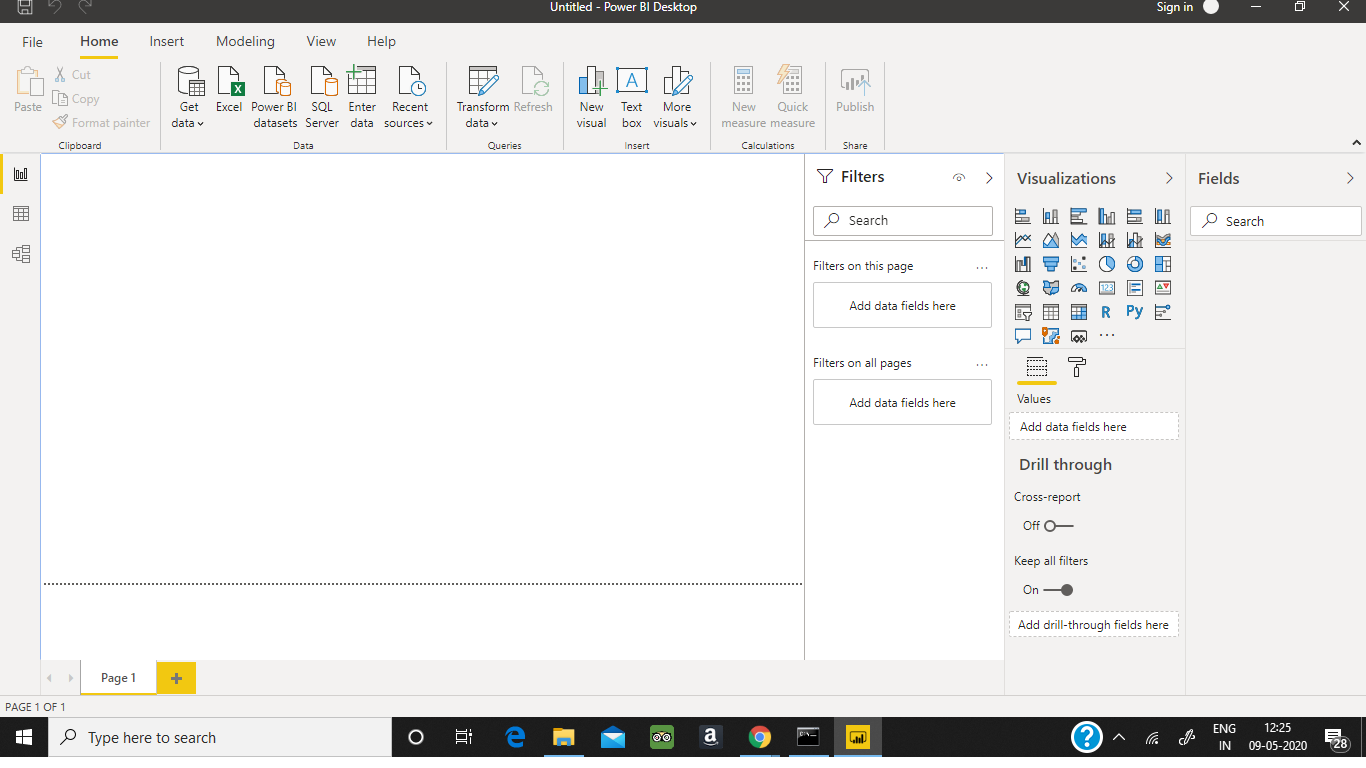 Untitled - Power BI Desktop
Sign in
File Home Insert Modeling View Help
Paste
Cut
Copy
Format painter
Clipboard
Get data
Excel
Power BI datasets
SQL Server
Enter data
Recent sources
Data
Transform data
Refresh
Queries
New visual
A
Text box
More visuals
Insert
New measure
Quick measure
Calculations
Publish
Share
Filters
Search
Filters on this page ...
Add data fields here
Filters on all pages ...
Add data fields here
Visualizations
123
R
Py
...
Values
Add data fields here
Drill through
Cross-report
Off
Keep all filters
On
Add drill-through fields here
Fields
Search
Page 1
+
PAGE 1 OF 1
Type here to search
ENG
IN
12:25
09-05-2020
28